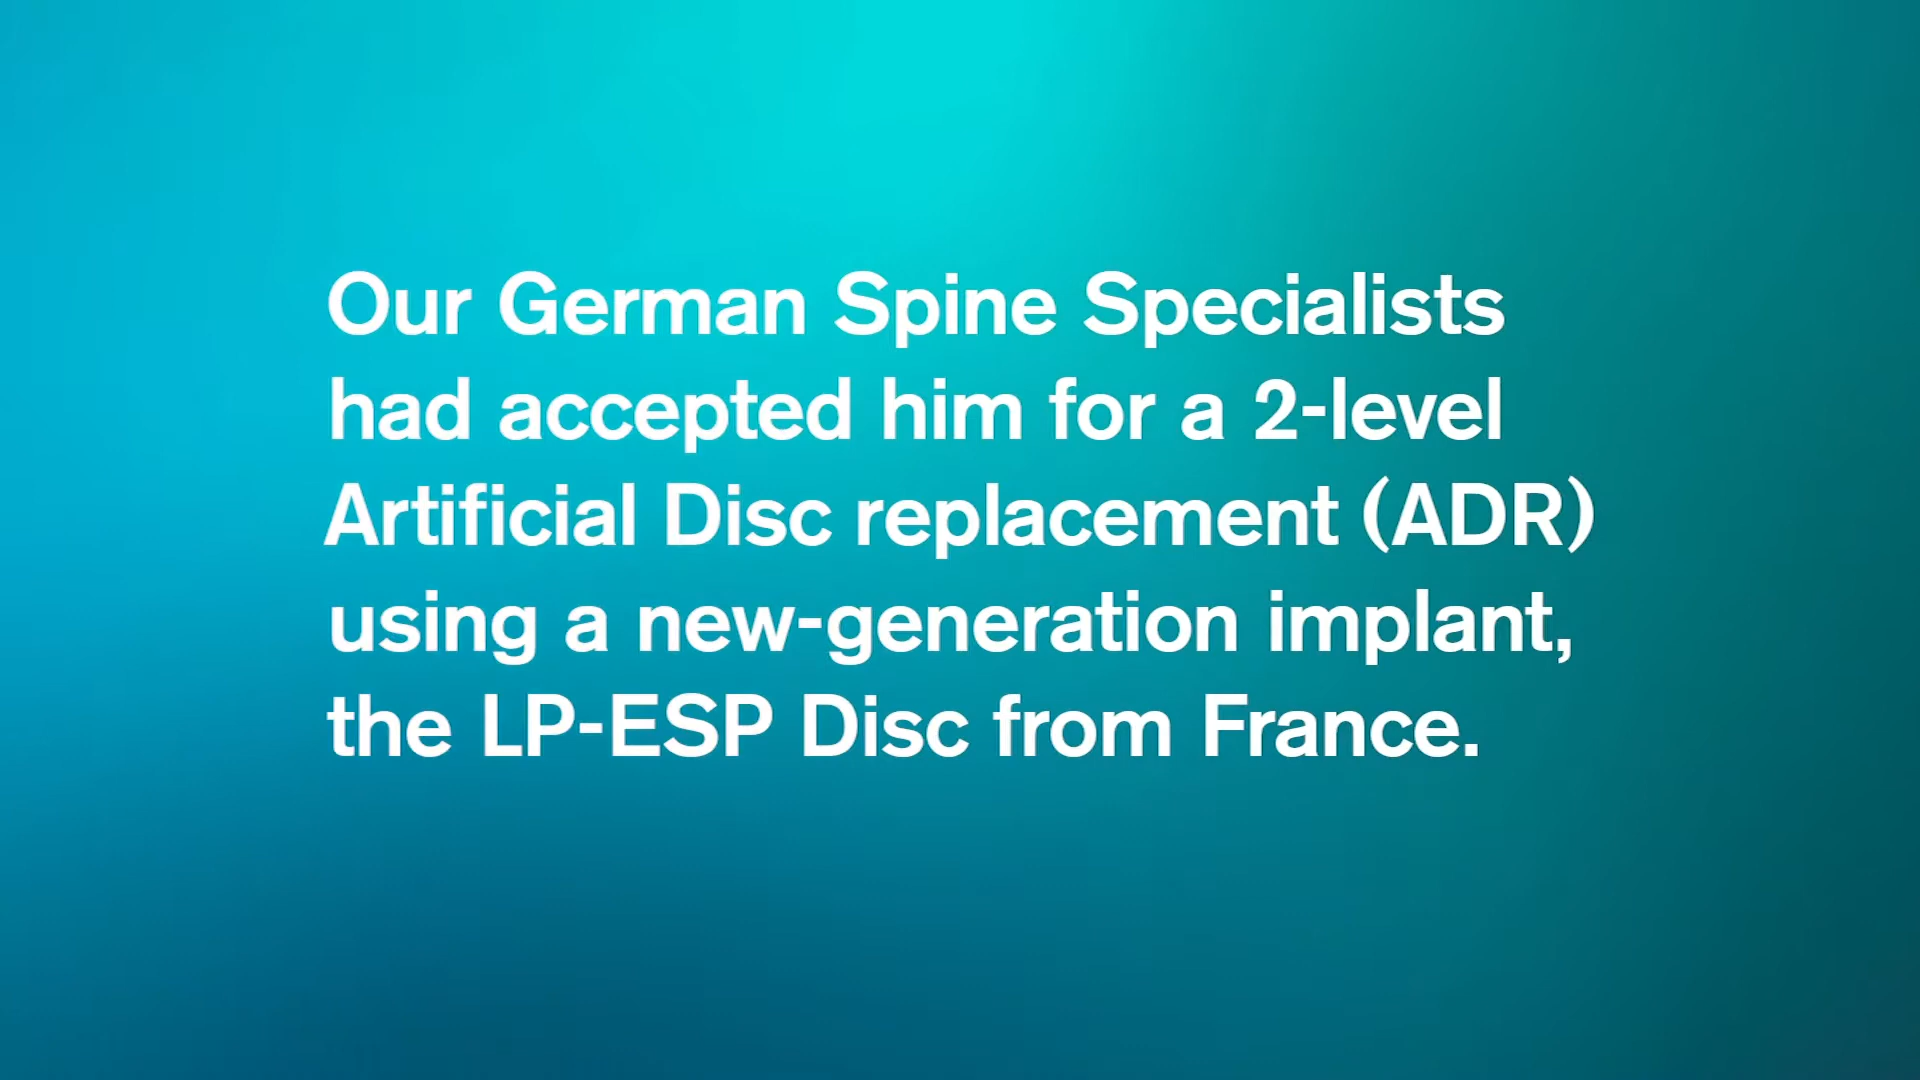 Our German Spine Specialists
had accepted him for a 2-level
Artificial Disc replacement (ADR)
using a new-generation implant,
the LP-ESP Disc from France.